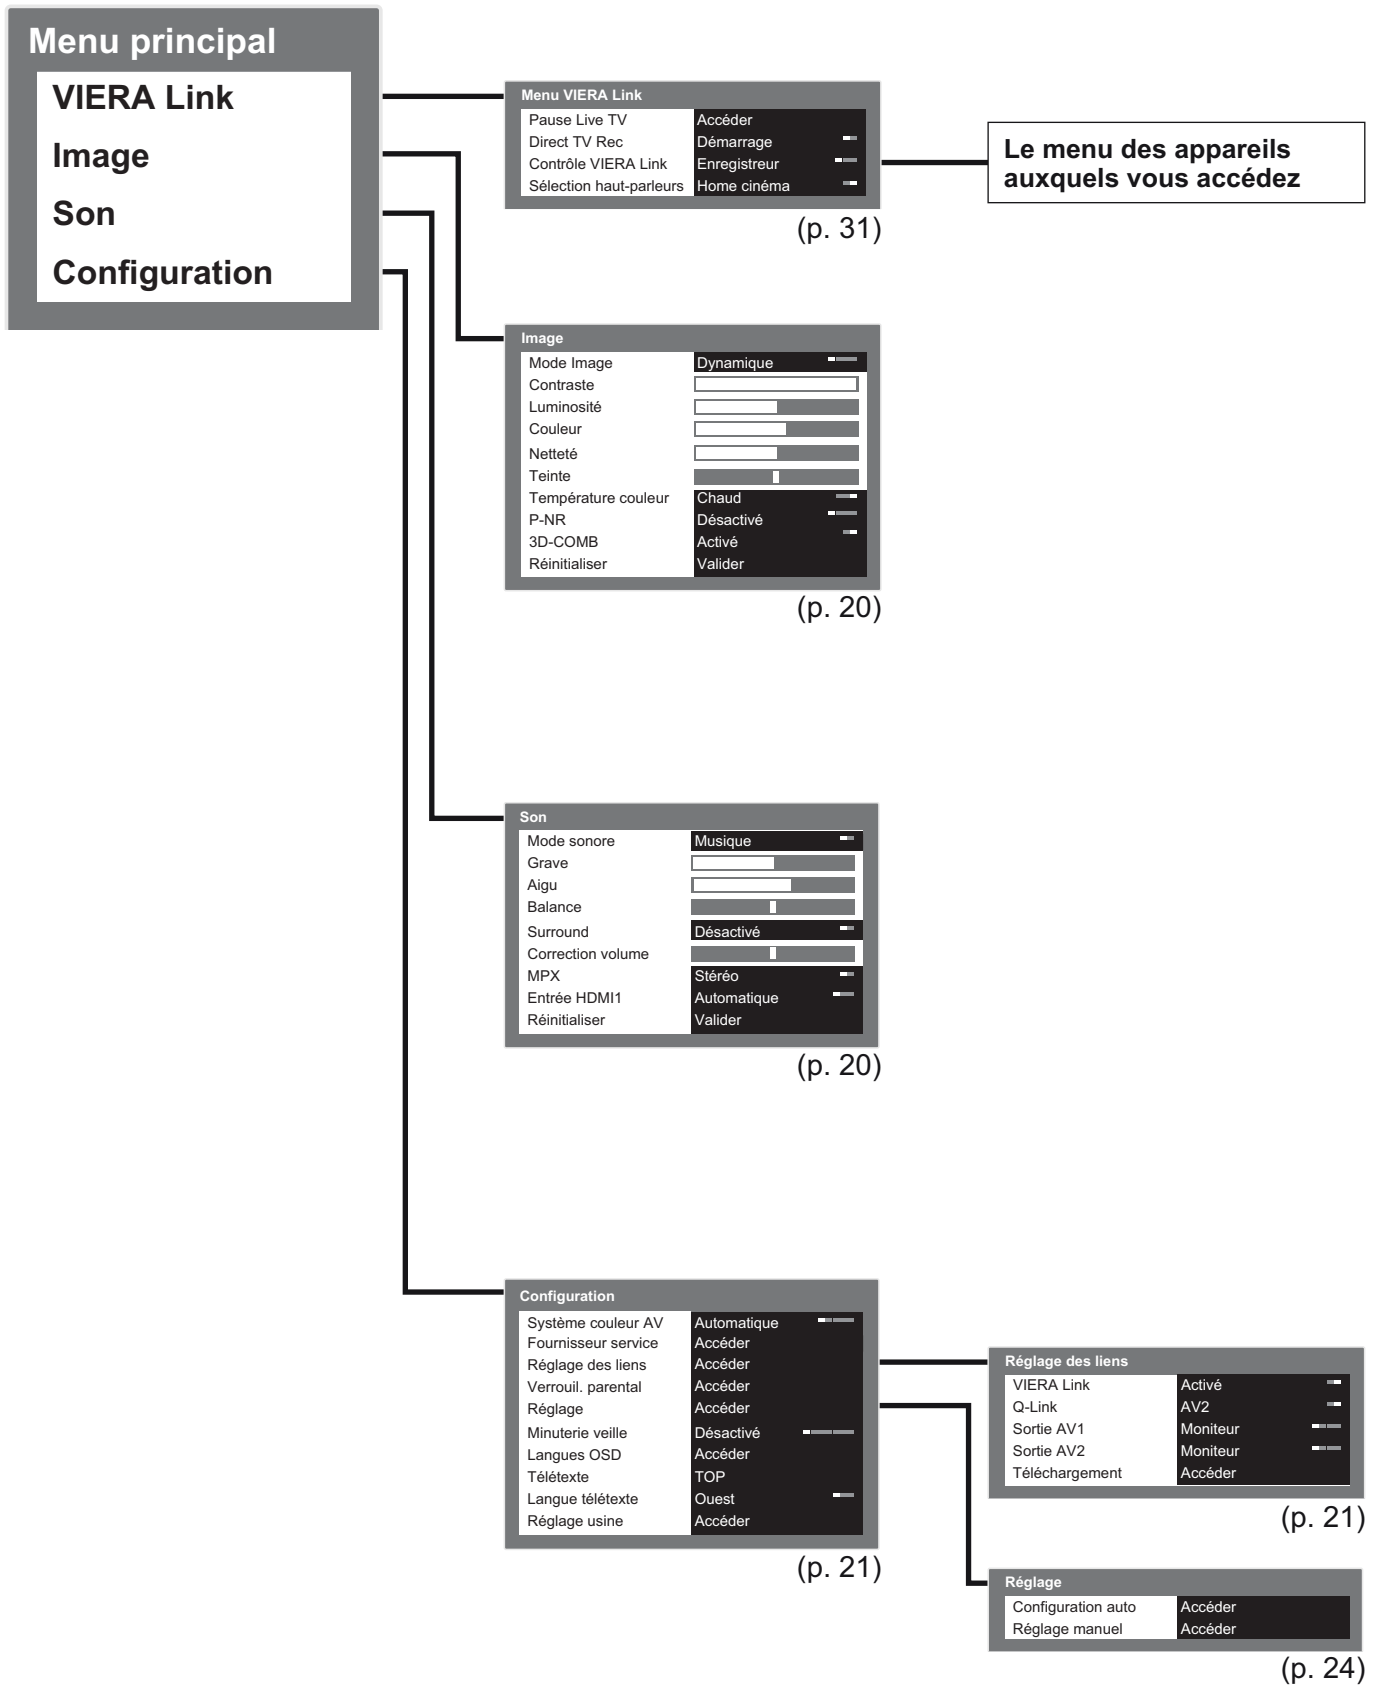 Menu principal
VIERA Link
Image
Son
Configuration
Menu VIERA Link
Pause Live TV Accéder
Direct TV Rec Démarrage
Contrôle VIERA Link Enregistreur
Sélection haut-parleurs Home cinéma
(p. 31)
Le menu des appareils
auxquels vous accédez
Image
Mode Image Dynamique
Contraste
Luminosité
Couleur
Netteté
Teinte
Température couleur Chaud
P-NR Désactivé
3D-COMB Activé
Réinitialiser Valider
(p. 20)
Son
Mode sonore Musique
Grave
Aigu
Balance
Surround Désactivé
Correction volume
MPX Stéréo
Entrée HDMI1 Automatique
Réinitialiser Valider
(p. 20)
Configuration
Système couleur AV Automatique
Fournisseur service Accéder
Réglage des liens Accéder
Verrouil. parental Accéder
Réglage Accéder
Minuterie veille Désactivé
Langues OSD Accéder
Télétexte TOP
Langue télétexte Ouest
Réglage usine Accéder
(p. 21)
Réglage des liens
VIERA Link Activé
Q-Link AV2
Sortie AV1 Moniteur
Sortie AV2 Moniteur
Téléchargement Accéder
(p. 21)
Réglage
Configuration auto Accéder
Réglage manuel Accéder
(p. 24)